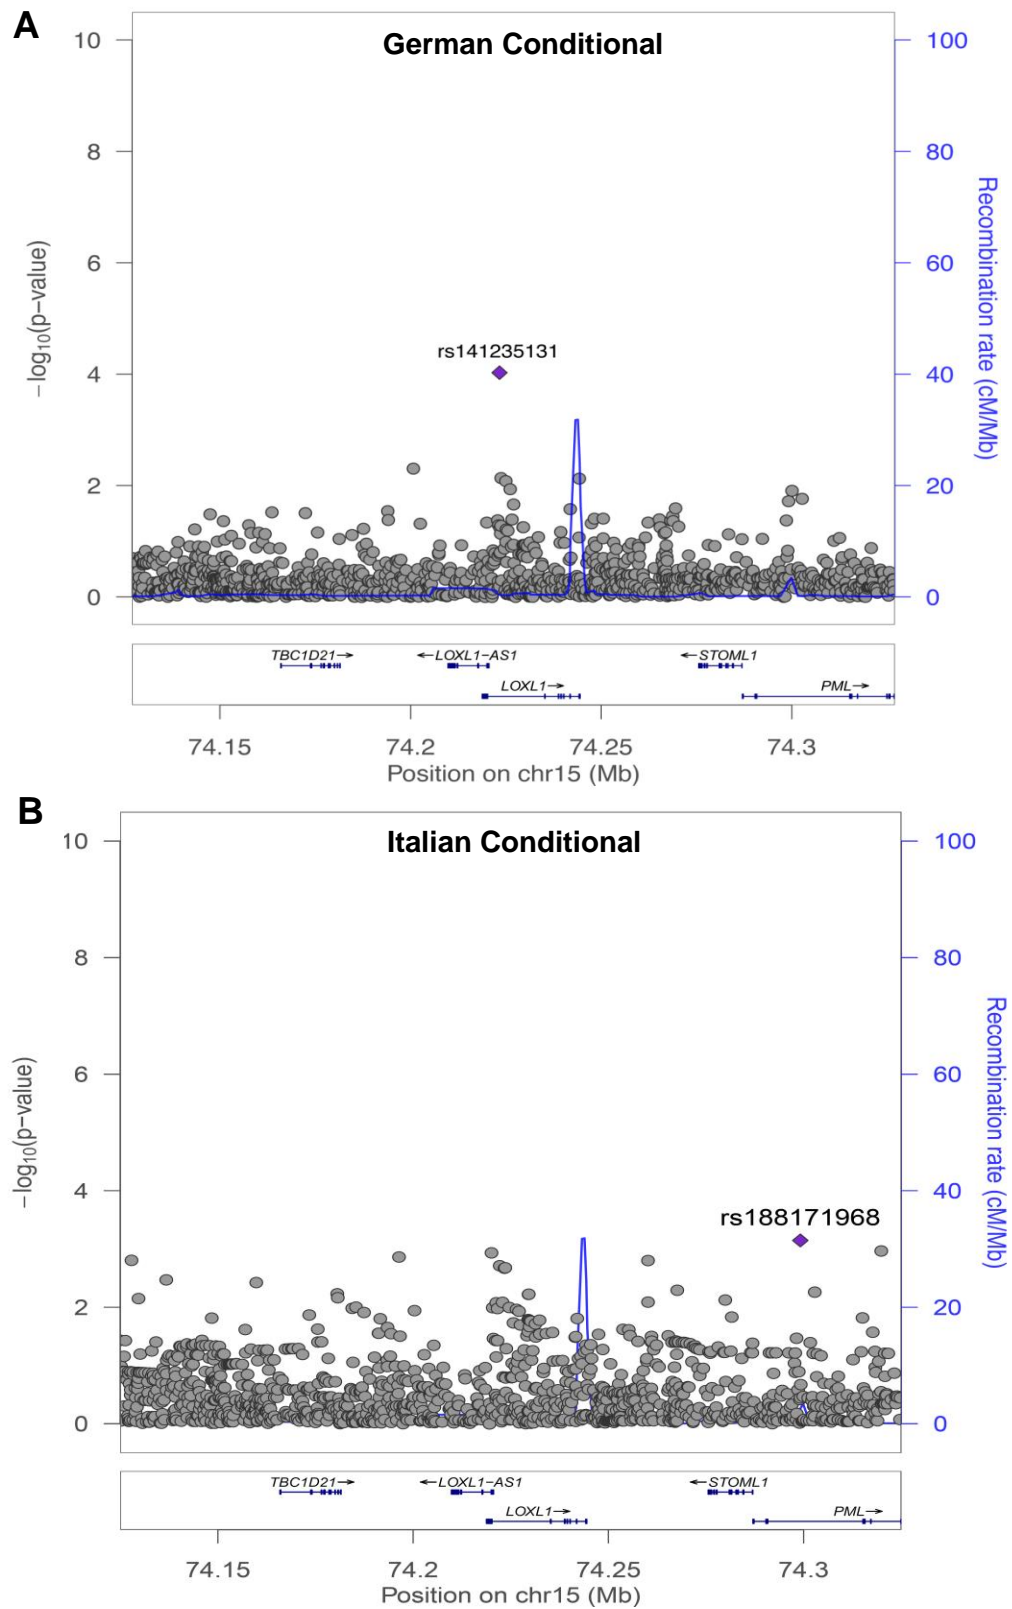 A
German Conditional
10
8
6
4
2
0
−log10(p−value)
100
80
60
40
20
0
Recombination rate (cM/Mb)
rs141235131
TBC1D21→
←LOXL1−AS1
←STOML1
LOXL1→
PML→
74.15
74.2
74.25
74.3
Position on chr15 (Mb)
B
Italian Conditional
10
8
6
4
2
0
−log10(p−value)
100
80
60
40
20
0
Recombination rate (cM/Mb)
rs188171968
TBC1D21→
←LOXL1−AS1
←STOML1
LOXL1→
PML→
74.15
74.2
74.25
74.3
Position on chr15 (Mb)